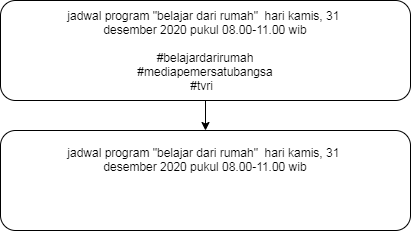 jadwal program "belajar dari rumah"  hari kamis, 31
desember 2020 pukul 08.00-11.00 wib
#belajardarirumah
#mediapemersatubangsa
#tvri
jadwal program "belajar dari rumah"  hari kamis, 31
desember 2020 pukul 08.00-11.00 wib